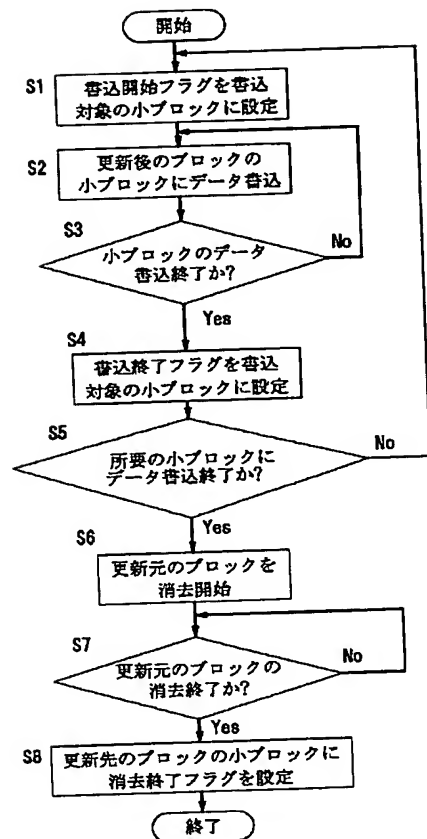 開始
S1
書込開始フラグを書込
対象の小ブロックに設定
S2
更新後のブロックの
小ブロックにデータ書込
S3
小ブロックのデータ
書込終了か?
No
Yes
S4
書込終了フラグを書込
対象の小ブロックに設定
S5
所要の小ブロックに
データ書込終了か?
No
Yes
S6
更新元のブロックを
消去開始
S7
更新元のブロックの
消去終了か?
No
Yes
S8
更新先のブロックの小ブロックに
消去終了フラグを設定
終了